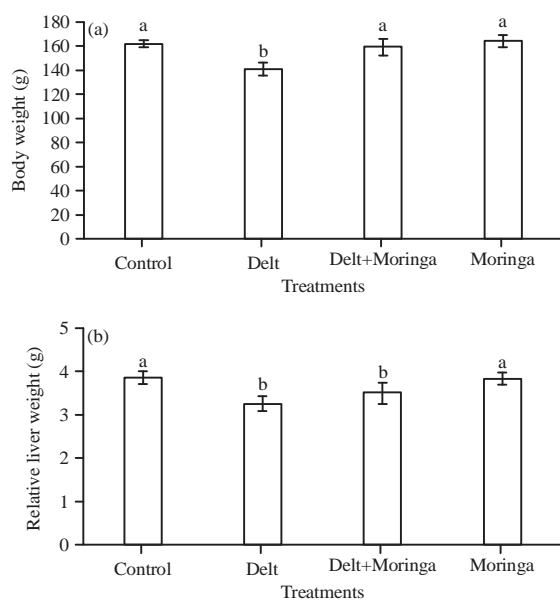 (a)
180
160
140
120
100
80
60
40
20
0
Body weight (g)
a
b
a
a
Control Delt Delt+Moringa Moringa
Treatments
(b)
5
4
3
2
1
0
Relative liver weight (g)
a
b
b
a
Control Delt Delt+Moringa Moringa
Treatments